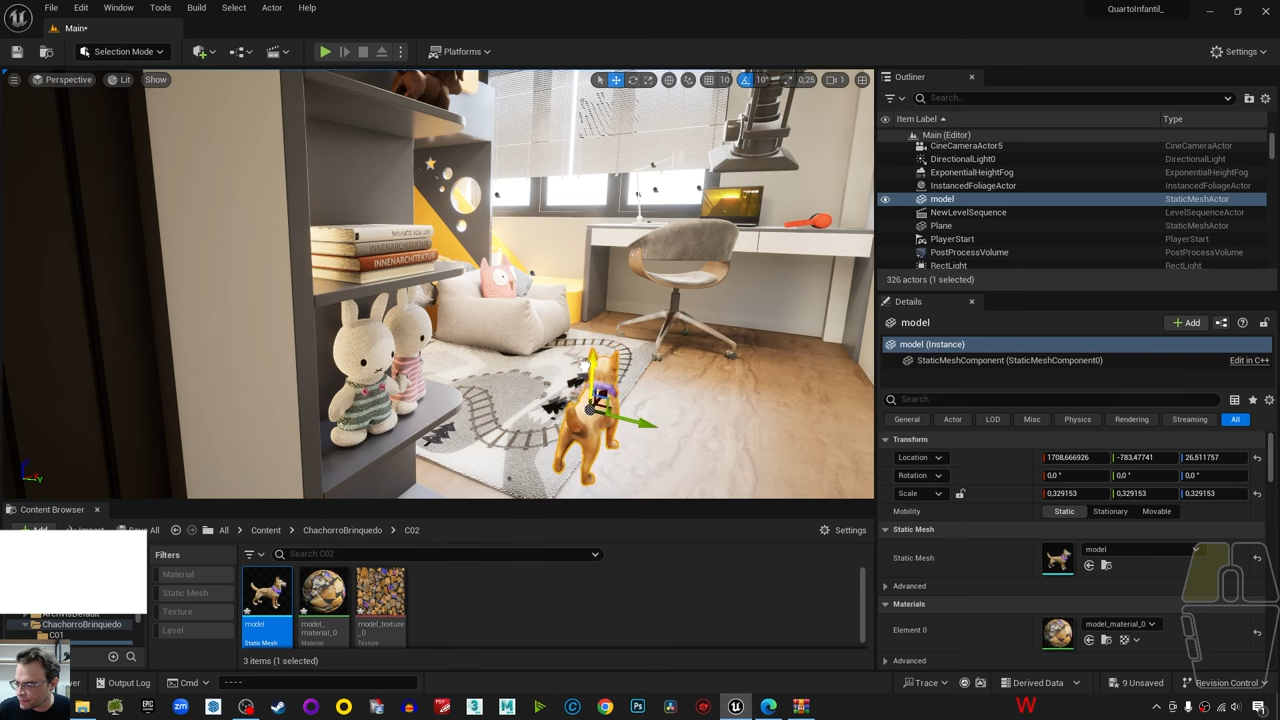 File Edit Window Tools Build Select Actor Help
QuartoInfantil_
Main*
Selection Mode
Platforms
Settings
Perspective Lit Show
10 10° 0,25 1
INNENARCHITEKTUR
INNENARCHITEKTUR
Outliner
Search...
Item Label Type
Main (Editor)
CineCameraActor5 CineCameraActor
DirectionalLight0 DirectionalLight
ExponentialHeightFog ExponentialHeightFog
InstancedFoliageActor InstancedFoliageActor
model StaticMeshActor
NewLevelSequence LevelSequenceActor
Plane StaticMeshActor
PlayerStart PlayerStart
PostProcessVolume PostProcessVolume
RectLight RectLight
326 actors (1 selected)
Details
model
Add
model (Instance)
StaticMeshComponent (StaticMeshComponent0) Edit in C++
Search
General Actor LOD Misc Physics Rendering Streaming All
Transform
Location 1708,666926 -783,47741 26,511757
Rotation 0,0 ° 0,0 ° 0,0 °
Scale 0,329153 0,329153 0,329153
Mobility Static Stationary Movable
Static Mesh
Static Mesh model
Advanced
Materials
Element 0 model_material_0
Advanced
Content Browser
All Content ChachorroBrinquedo C02
Settings
Filters
Search C02
Material
Static Mesh
Texture
Level
ChachorroBrinquedo
C01
model
Static Mesh
model_
material_0
Material
model_texture
_0
Texture
3 items (1 selected)
Output Log Cmd ----
Trace Derived Data 9 Unsaved Revision Control